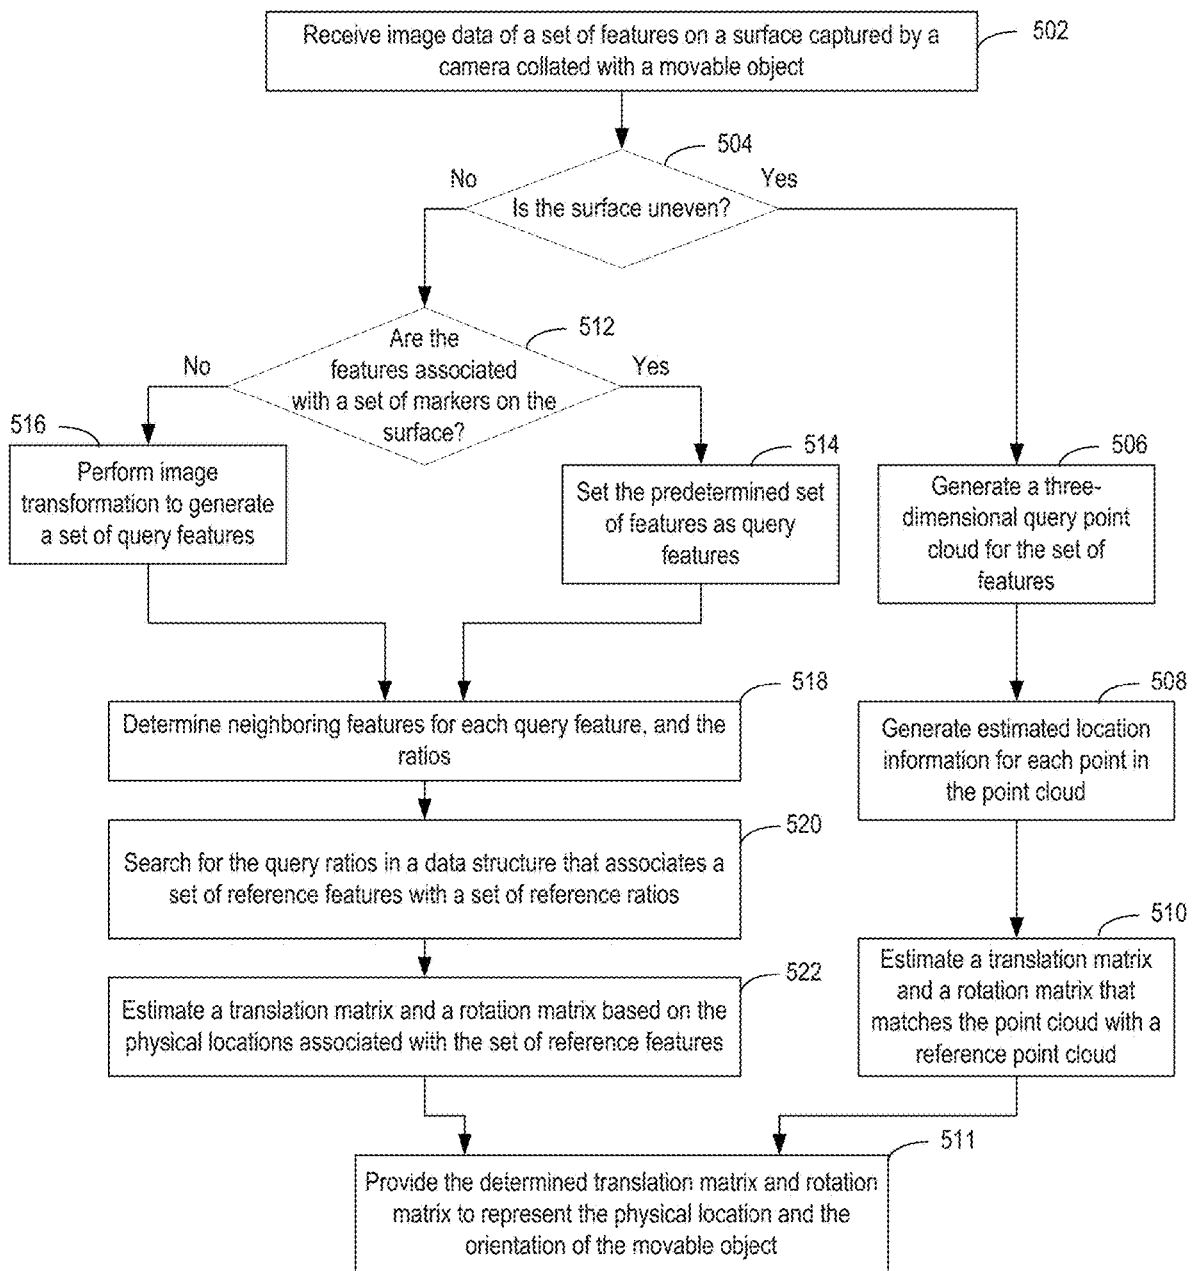 Receive image data of a set of features on a surface captured by a
camera collated with a movable object
502
504
No
Yes
Is the surface uneven?
512
Are the
features associated
with a set of markers on the
surface?
No
Yes
516
Perform image
transformation to generate
a set of query features
514
Set the predetermined set
of features as query
features
506
Generate a three-
dimensional query point
cloud for the set of
features
518
Determine neighboring features for each query feature, and the
ratios
508
Generate estimated location
information for each point in
the point cloud
520
Search for the query ratios in a data structure that associates a
set of reference features with a set of reference ratios
510
Estimate a translation matrix
and a rotation matrix that
matches the point cloud with a
reference point cloud
522
Estimate a translation matrix and a rotation matrix based on the
physical locations associated with the set of reference features
511
Provide the determined translation matrix and rotation
matrix to represent the physical location and the
orientation of the movable object